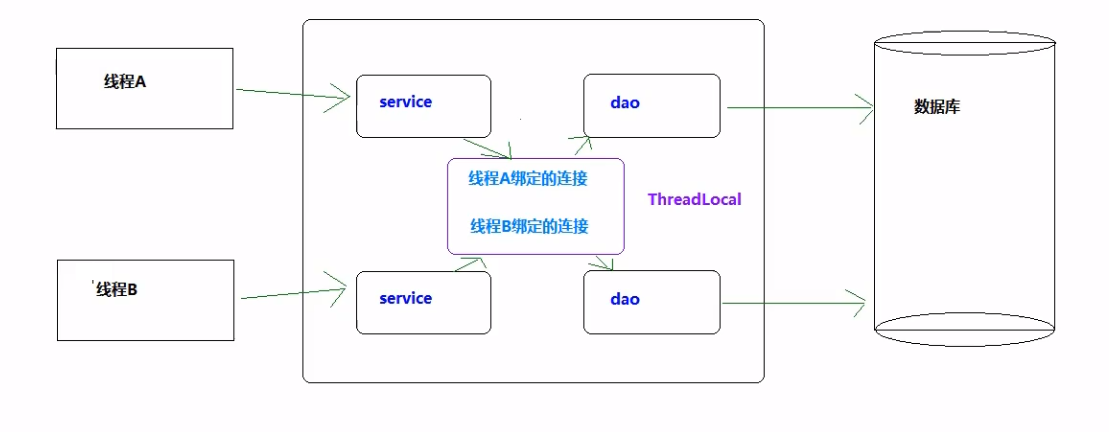 线程A
service
dao
数据库
线程A绑定的连接
ThreadLocal
线程B绑定的连接
线程B
service
dao